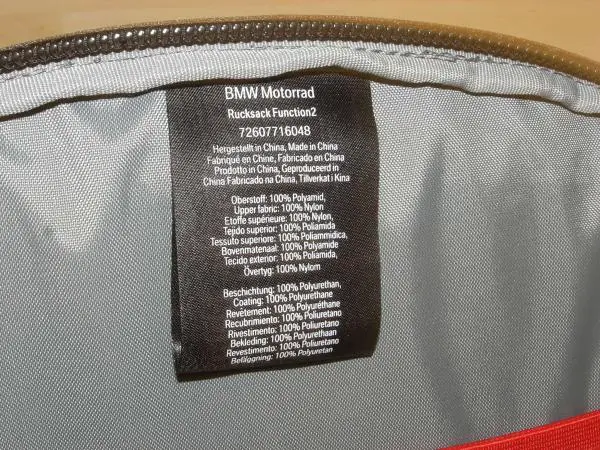 BMW Motorrad
Rucksack Function2
72607716048
Hergestellt in China, Made in China
Fabriqué en Chine, Fabricado en China
Prodotto in China, Geproduceerd in
China Fabricado na China, Tillverkat i Kina
Oberstoff: 100% Polyamid,
Upper fabric: 100% Nylon
Etoffe supérieure: 100% Nylon,
Tejido superior: 100% Poliamida
Tessuto superiore: 100% Poliammidica,
Bovenmateriaal: 100% Polyamide
Tecido exterior: 100% Poliamida,
Övertyg: 100% Nylom
Beschichtung: 100% Polyurethan,
Coating: 100% Polyurethane
Revêtement: 100% Polyuréthane
Recubrimento: 100% Poliuretano
Rivestimento: 100% Poliuretano
Bekleding: 100% Polyurethaan
Revestimento: 100% Poliuretano
Beläggning: 100% Polyuretan